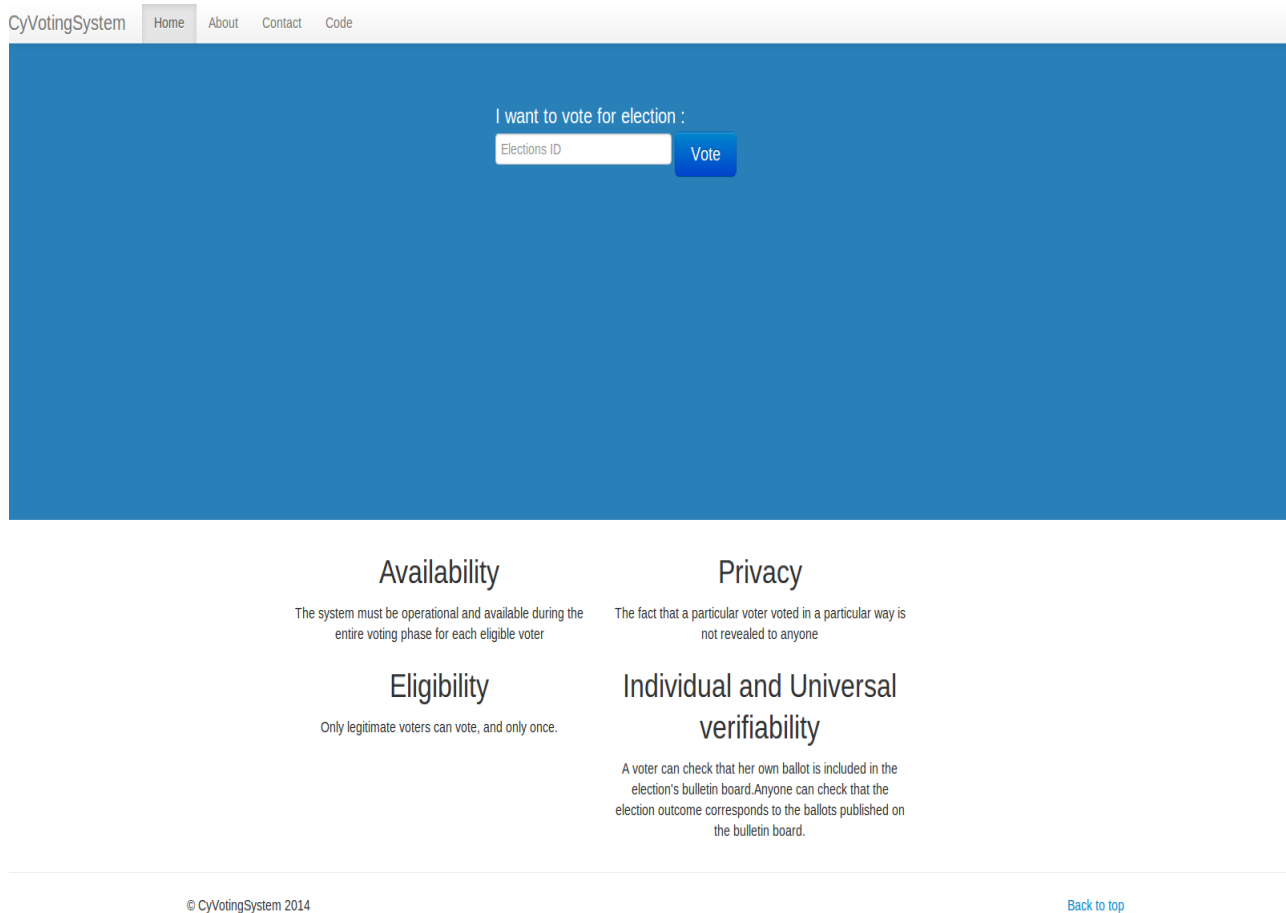 CyVotingSystem Home About Contact Code
I want to vote for election :
Elections ID
Vote
Availability
The system must be operational and available during the
entire voting phase for each eligible voter
Privacy
The fact that a particular voter voted in a particular way is
not revealed to anyone
Eligibility
Only legitimate voters can vote, and only once.
Individual and Universal
verifiability
A voter can check that her own ballot is included in the
election's bulletin board.Anyone can check that the
election outcome corresponds to the ballots published on
the bulletin board.
© CyVotingSystem 2014
Back to top